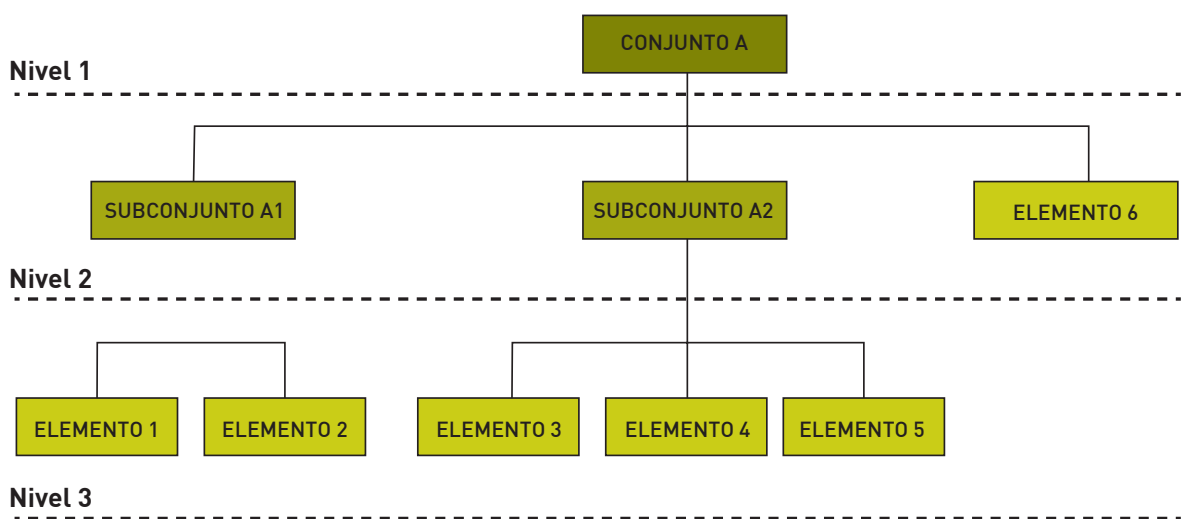 CONJUNTO A
Nivel 1
SUBCONJUNTO A1
SUBCONJUNTO A2
ELEMENTO 6
Nivel 2
ELEMENTO 1
ELEMENTO 2
ELEMENTO 3
ELEMENTO 4
ELEMENTO 5
Nivel 3